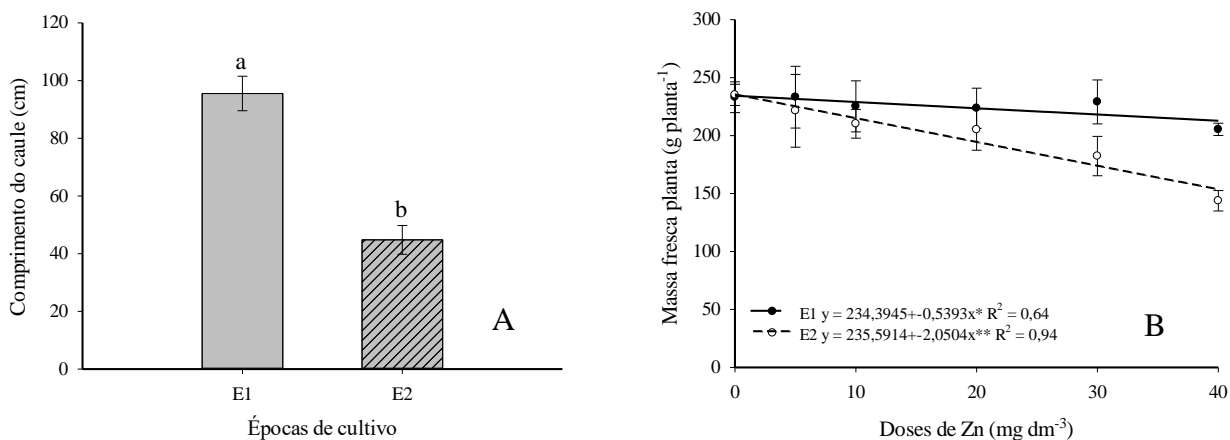 120
100
80
60
40
20
0
Comprimento do caule (cm)
a
b
A
E1
E2
Épocas de cultivo
300
250
200
150
100
50
0
Massa fresca planta (g planta⁻¹)
E1 y = 234,3945+-0,5393x* R² = 0,64
E2 y = 235,5914+-2,0504x** R² = 0,94
B
0
10
20
30
40
Doses de Zn (mg dm⁻³)